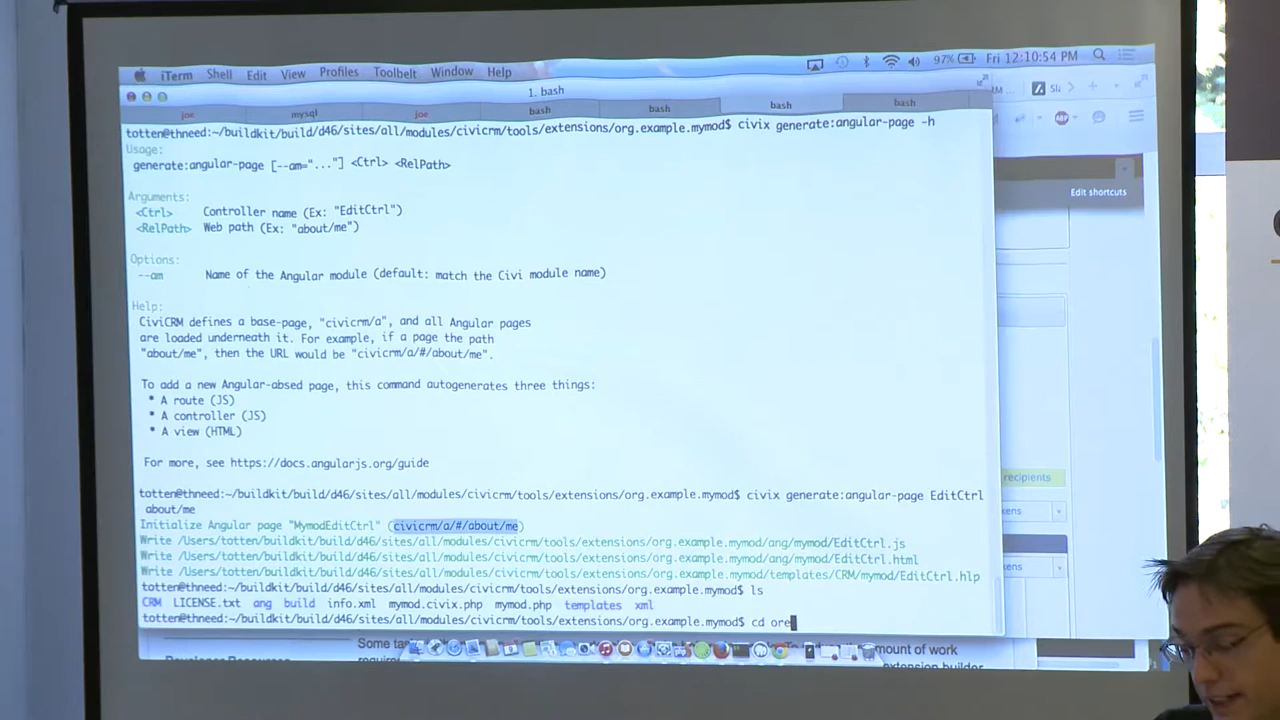 iTerm Shell Edit View Profiles Toolbelt Window Help
97% Fri 12:10:54 PM
1. bash
joe mysql joe bash bash bash bash
totten@thneed:~/buildkit/build/d46/sites/all/modules/civicrm/tools/extensions/org.example.mymod$ civix generate:angular-page -h
Usage:
generate:angular-page [--am="..."] <Ctrl> <RelPath>
Arguments:
<Ctrl> Controller name (Ex: "EditCtrl")
<RelPath> Web path (Ex: "about/me")
Options:
--am Name of the Angular module (default: match the Civi module name)
Help:
CiviCRM defines a base-page, "civicrm/a", and all Angular pages
are loaded underneath it. For example, if a page the path
"about/me", then the URL would be "civicrm/a/#/about/me".
To add a new Angular-absed page, this command autogenerates three things:
* A route (JS)
* A controller (JS)
* A view (HTML)
For more, see https://docs.angularjs.org/guide
totten@thneed:~/buildkit/build/d46/sites/all/modules/civicrm/tools/extensions/org.example.mymod$ civix generate:angular-page EditCtrl
about/me
Initialize Angular page "MymodEditCtrl" (civicrm/a/#/about/me)
Write /Users/totten/buildkit/build/d46/sites/all/modules/civicrm/tools/extensions/org.example.mymod/ang/mymod/EditCtrl.js
Write /Users/totten/buildkit/build/d46/sites/all/modules/civicrm/tools/extensions/org.example.mymod/ang/mymod/EditCtrl.html
Write /Users/totten/buildkit/build/d46/sites/all/modules/civicrm/tools/extensions/org.example.mymod/templates/CRM/mymod/EditCtrl.hlp
totten@thneed:~/buildkit/build/d46/sites/all/modules/civicrm/tools/extensions/org.example.mymod$ ls
CRM LICENSE.txt ang build info.xml mymod.civix.php mymod.php templates xml
totten@thneed:~/buildkit/build/d46/sites/all/modules/civicrm/tools/extensions/org.example.mymod$ cd ore
Edit shortcuts
recipients
Some
mount of work
extension builder